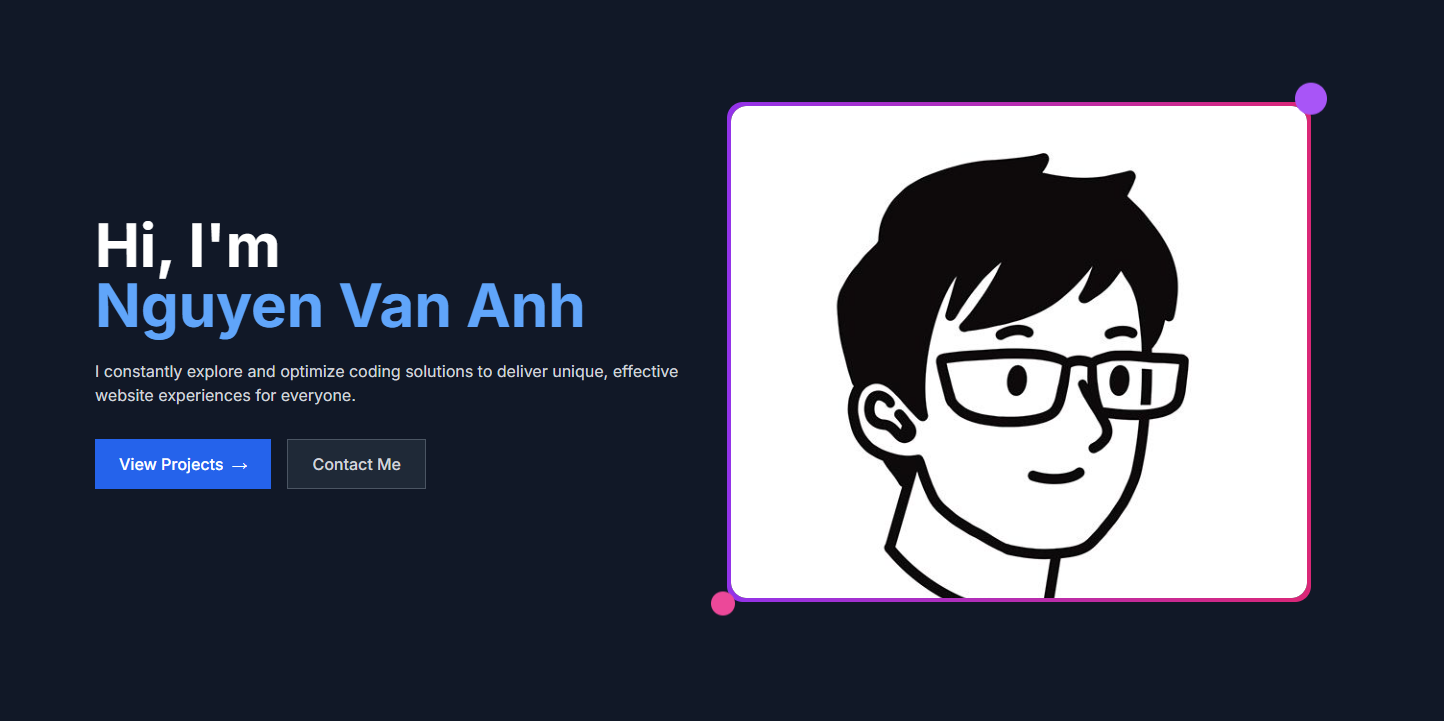 Hi, I'm
Nguyen Van Anh
I constantly explore and optimize coding solutions to deliver unique, effective
website experiences for everyone.
View Projects →
Contact Me